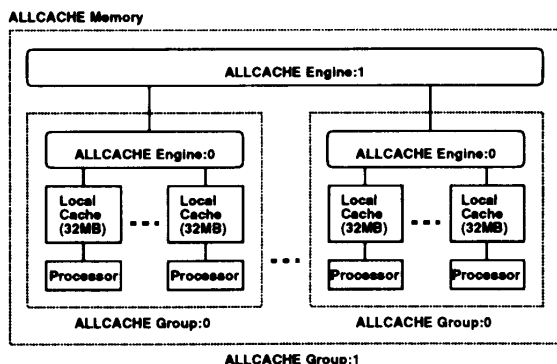 ALLCACHE Memory
ALLCACHE Engine:1
ALLCACHE Engine:0
ALLCACHE Engine:0
Local
Cache
(32MB)
Local
Cache
(32MB)
Local
Cache
(32MB)
Local
Cache
(32MB)
Processor
Processor
Processor
Processor
ALLCACHE Group:0
ALLCACHE Group:0
ALLCACHE Group:1